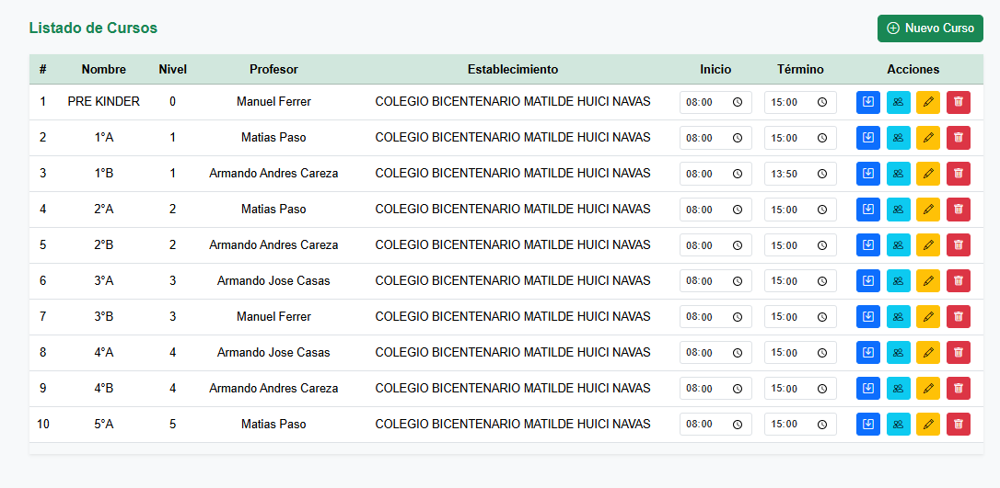 Listado de Cursos
Nuevo Curso
# Nombre Nivel Profesor Establecimiento Inicio Término Acciones
1 PRE KINDER 0 Manuel Ferrer COLEGIO BICENTENARIO MATILDE HUICI NAVAS 08:00 15:00
2 1°A 1 Matias Paso COLEGIO BICENTENARIO MATILDE HUICI NAVAS 08:00 15:00
3 1°B 1 Armando Andres Careza COLEGIO BICENTENARIO MATILDE HUICI NAVAS 08:00 13:50
4 2°A 2 Matias Paso COLEGIO BICENTENARIO MATILDE HUICI NAVAS 08:00 15:00
5 2°B 2 Armando Andres Careza COLEGIO BICENTENARIO MATILDE HUICI NAVAS 08:00 15:00
6 3°A 3 Armando Jose Casas COLEGIO BICENTENARIO MATILDE HUICI NAVAS 08:00 15:00
7 3°B 3 Manuel Ferrer COLEGIO BICENTENARIO MATILDE HUICI NAVAS 08:00 15:00
8 4°A 4 Armando Jose Casas COLEGIO BICENTENARIO MATILDE HUICI NAVAS 08:00 15:00
9 4°B 4 Armando Andres Careza COLEGIO BICENTENARIO MATILDE HUICI NAVAS 08:00 15:00
10 5°A 5 Matias Paso COLEGIO BICENTENARIO MATILDE HUICI NAVAS 08:00 15:00